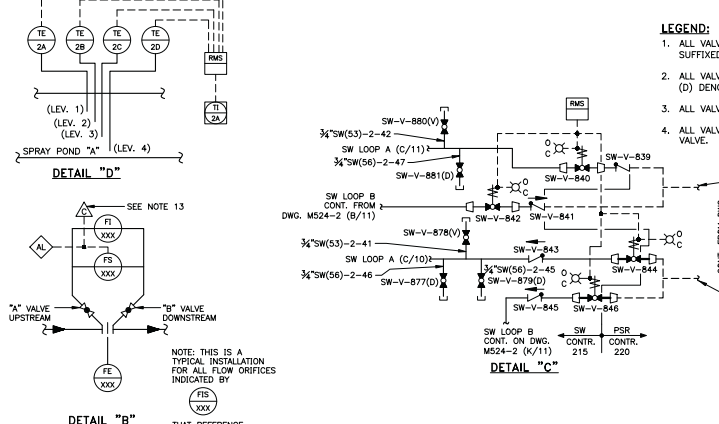 TE
2A
TE
2B
TE
2C
TE
2D
RMS
TI
2A
(LEV. 1)
(LEV. 2)
(LEV. 3)
(LEV. 4)
SPRAY POND "A"
DETAIL "D"
C
SEE NOTE 13
FI
XXX
AL
FS
XXX
"A" VALVE
UPSTREAM
"B" VALVE
DOWNSTREAM
FE
XXX
NOTE: THIS IS A
TYPICAL INSTALLATION
FOR ALL FLOW ORIFICES
INDICATED BY
FIS
XXX
THAT REFERENCE
DETAIL "B"
LEGEND:
1. ALL VALV
SUFFIXED
2. ALL VALV
(D) DENO
3. ALL VALV
4. ALL VALV
VALVE.
RMS
SW-V-880(V)
¾"SW(53)-2-42
SW LOOP A (C/11)
¾"SW(56)-2-47
SW-V-881(D)
O
C
SW-V-839
SW-V-840
SW LOOP B
CONT. FROM
DWG. M524-2 (B/11)
O
C
SW-V-842
SW-V-841
SW-V-878(V)
¾"SW(53)-2-41
SW LOOP A (C/10)
¾"SW(56)-2-46
SW-V-877(D)
¾"SW(56)-2-45
SW-V-879(D)
SW-V-843
O
C
SW-V-844
O
C
SW-V-845
SW-V-846
SW LOOP B
CONT. ON DWG.
M524-2 (K/11)
SW
CONTR.
215
PSR
CONTR.
220
DETAIL "C"